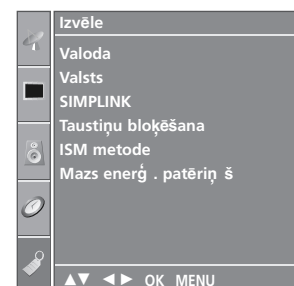 Izvēle
Valoda
Valsts
SIMPLINK
Taustiņu bloķēšana
ISM metode
Mazs enerģ . patēriņ š
▲▼ ◄► OK MENU